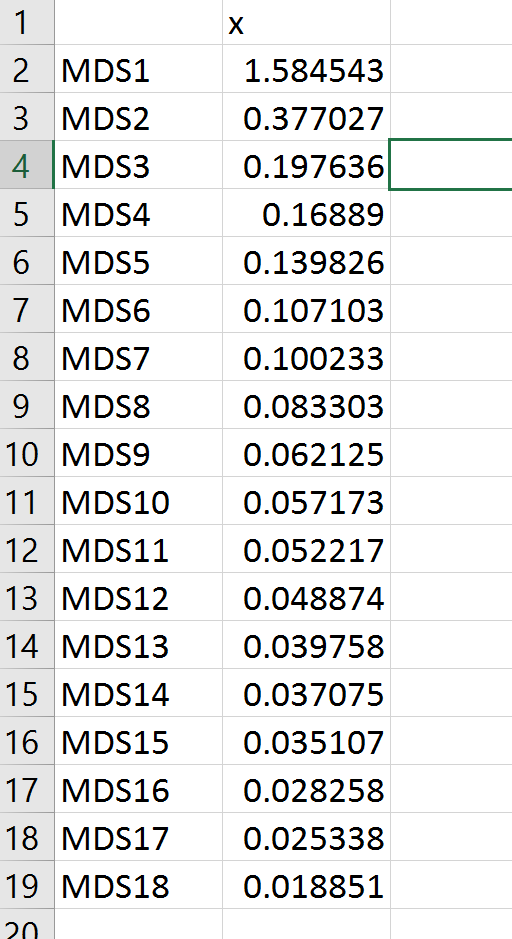 1 x
2 MDS1 1.584543
3 MDS2 0.377027
4 MDS3 0.197636
5 MDS4 0.16889
6 MDS5 0.139826
7 MDS6 0.107103
8 MDS7 0.100233
9 MDS8 0.083303
10 MDS9 0.062125
11 MDS10 0.057173
12 MDS11 0.052217
13 MDS12 0.048874
14 MDS13 0.039758
15 MDS14 0.037075
16 MDS15 0.035107
17 MDS16 0.028258
18 MDS17 0.025338
19 MDS18 0.018851
20